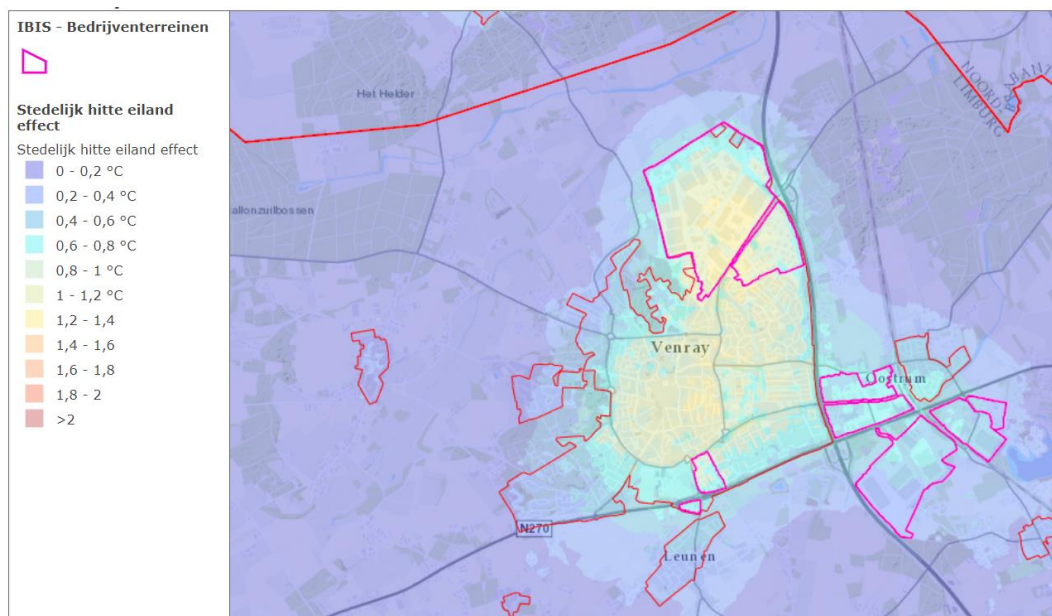 IBIS - Bedrijventerreinen
Stedelijk hitte eiland
effect
Stedelijk hitte eiland effect
0 - 0,2 °C
0,2 - 0,4 °C
0,4 - 0,6 °C
0,6 - 0,8 °C
0,8 - 1 °C
1 - 1,2 °C
1,2 - 1,4
1,4 - 1,6
1,6 - 1,8
1,8 - 2
>2
Het Helder
allonzuilbossen
NOORD-
LIMBURG
Venray
Oostrum
N270
Leunen